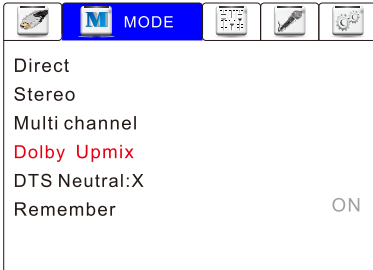 M MODE
Direct
Stereo
Multi channel
Dolby Upmix
DTS Neutral:X
Remember ON